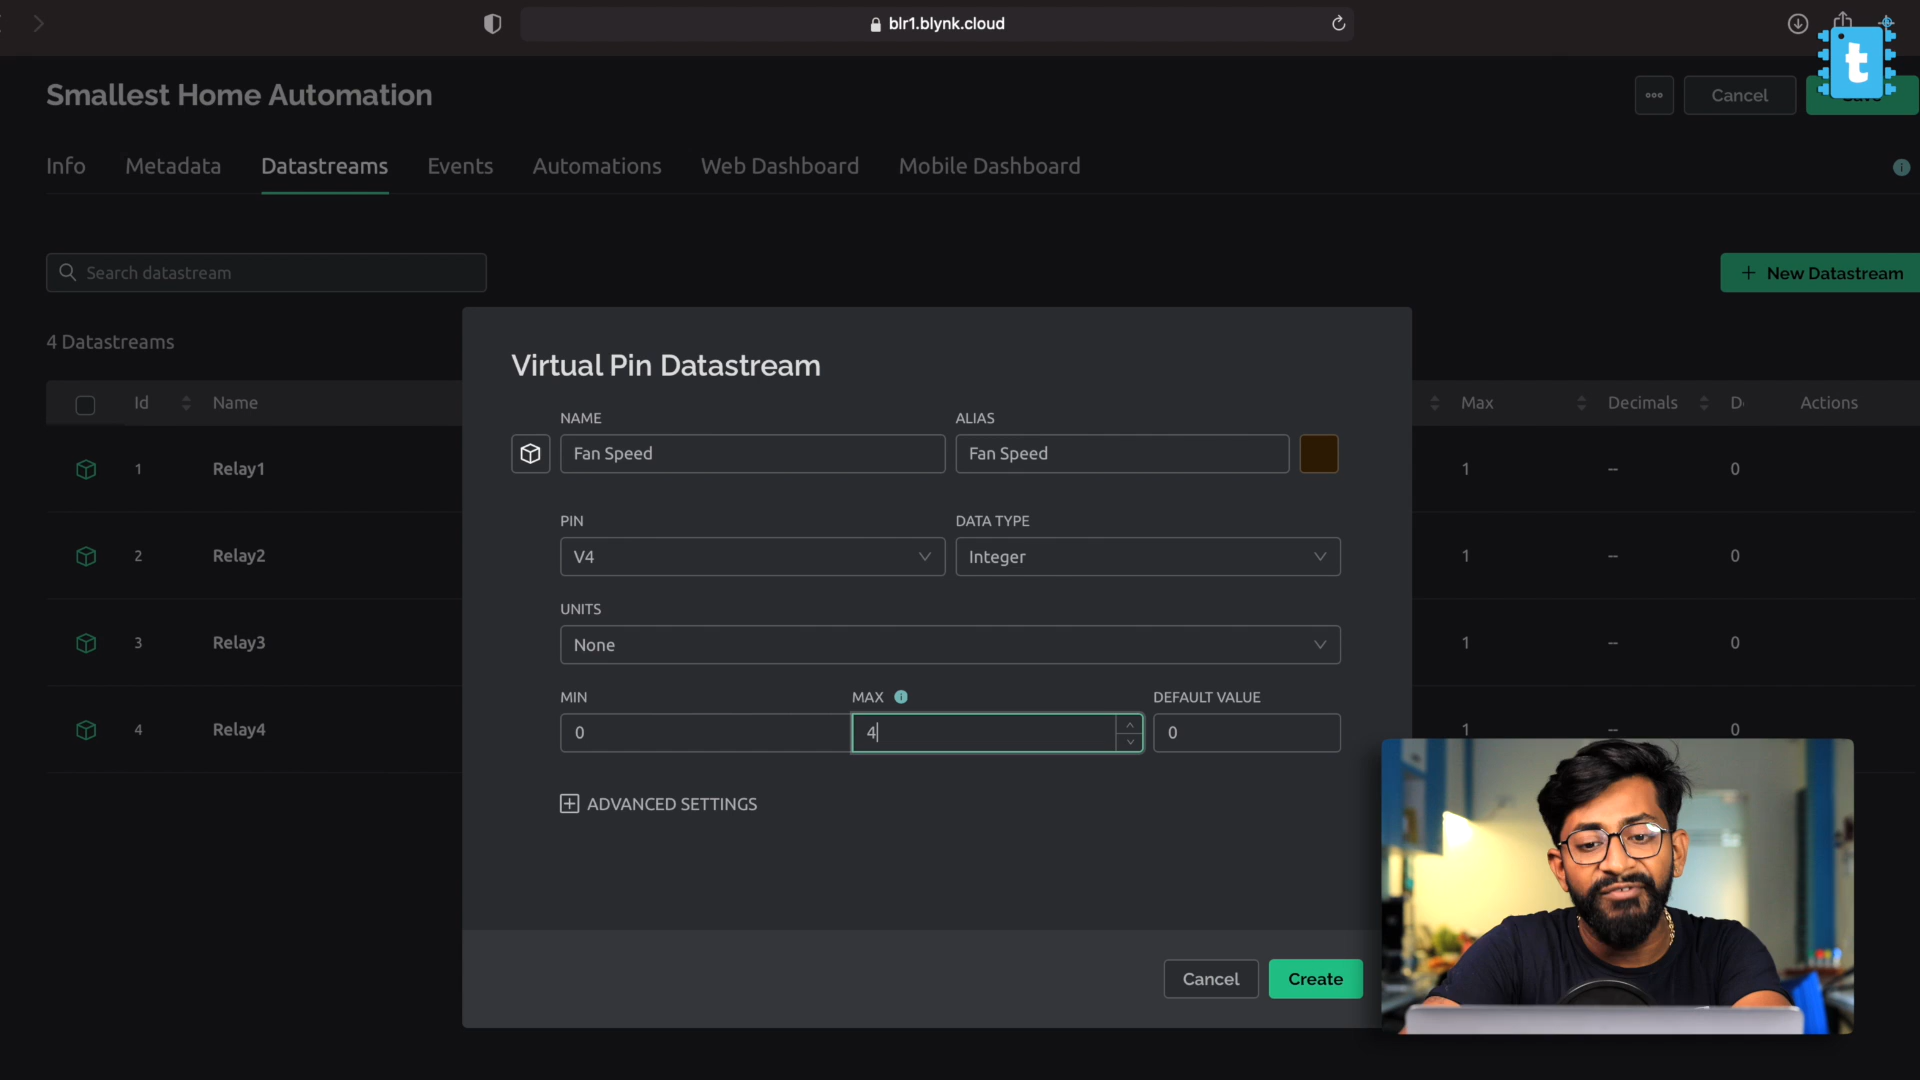 blr1.blynk.cloud
t
Smallest Home Automation
Cancel
Info Metadata Datastreams Events Automations Web Dashboard Mobile Dashboard
Search datastream
+ New Datastream
4 Datastreams
Id Name Max Decimals Actions
1 Relay1 1 -- 0
2 Relay2 1 -- 0
3 Relay3 1 -- 0
4 Relay4 1 -- 0
Virtual Pin Datastream
NAME ALIAS
Fan Speed Fan Speed
PIN DATA TYPE
V4 Integer
UNITS
None
MIN MAX DEFAULT VALUE
0 4 0
ADVANCED SETTINGS
Cancel Create